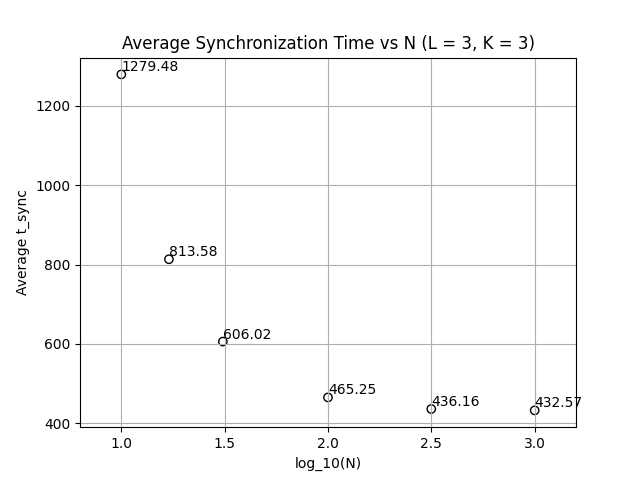 Average Synchronization Time vs N (L = 3, K = 3)
1279.48
1200
1000
813.58
800
606.02
600
465.25
436.16
432.57
400
Average t_sync
1.0 1.5 2.0 2.5 3.0
log_10(N)